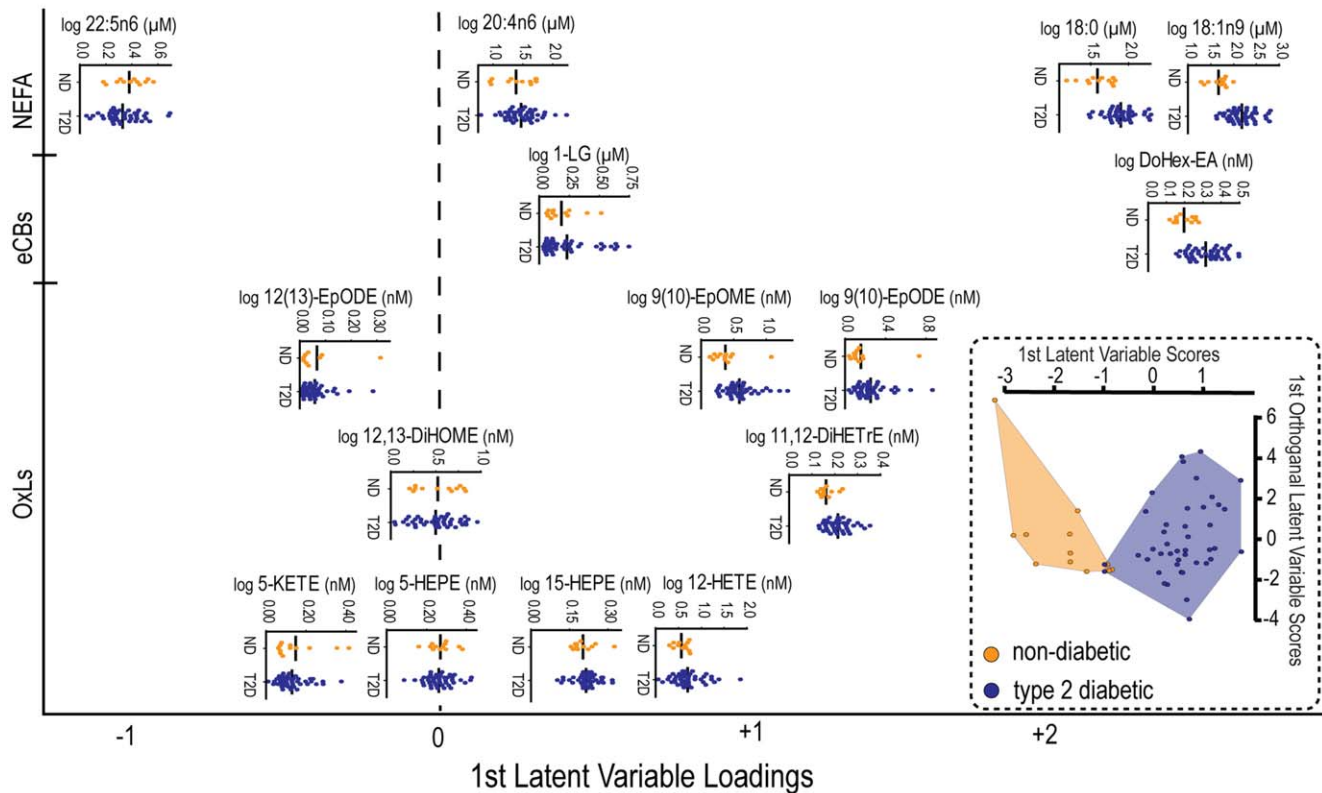 log 22:5n6 (µM)
0.0 0.2 0.4 0.6
ND
T2D
log 20:4n6 (µM)
1.0 1.5 2.0
ND
T2D
log 18:0 (µM)
1.5 2.0
ND
T2D
log 18:1n9 (µM)
1.0 1.5 2.0 2.5 3.0
ND
T2D
NEFA
log 1-LG (µM)
0.00 0.25 0.50 0.75
ND
T2D
log DoHex-EA (nM)
0.0 0.1 0.2 0.3 0.4 0.5
ND
T2D
eCBs
log 12(13)-EpODE (nM)
0.00 0.10 0.20 0.30
ND
T2D
log 9(10)-EpOME (nM)
0.0 0.5 1.0
ND
T2D
log 9(10)-EpODE (nM)
0.0 0.4 0.8
ND
T2D
log 12,13-DiHOME (nM)
0.0 0.5 1.0
ND
T2D
log 11,12-DiHETrE (nM)
0.0 0.1 0.2 0.3 0.4
ND
T2D
OxLs
log 5-KETE (nM)
0.00 0.20 0.40
ND
T2D
log 5-HEPE (nM)
0.00 0.20 0.40
ND
T2D
log 15-HEPE (nM)
0.00 0.15 0.30
ND
T2D
log 12-HETE (nM)
0.0 0.5 1.0 1.5 2.0
ND
T2D
1st Latent Variable Scores
-3 -2 -1 0 1
1st Orthoganal Latent Variable Scores
6
4
2
0
-2
-4
non-diabetic
type 2 diabetic
-1 0 +1 +2
1st Latent Variable Loadings